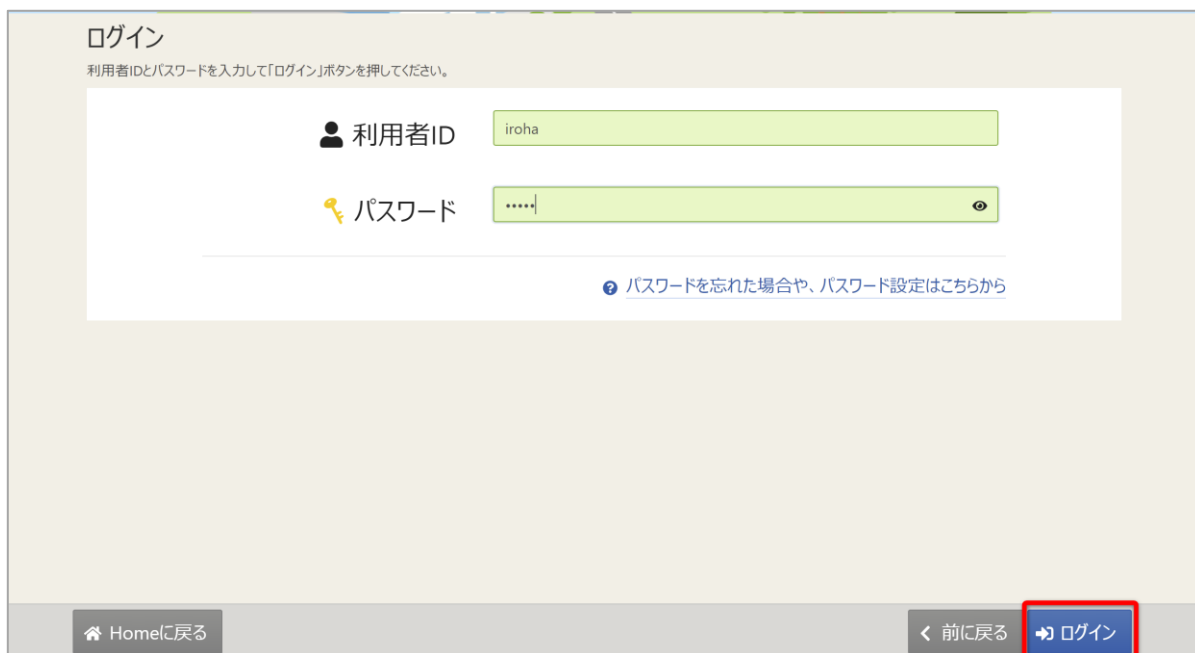 ログイン
利用者IDとパスワードを入力して「ログイン」ボタンを押してください。
利用者ID
iroha
パスワード
•••••
パスワードを忘れた場合や、パスワード設定はこちらから
Homeに戻る
前に戻る
ログイン